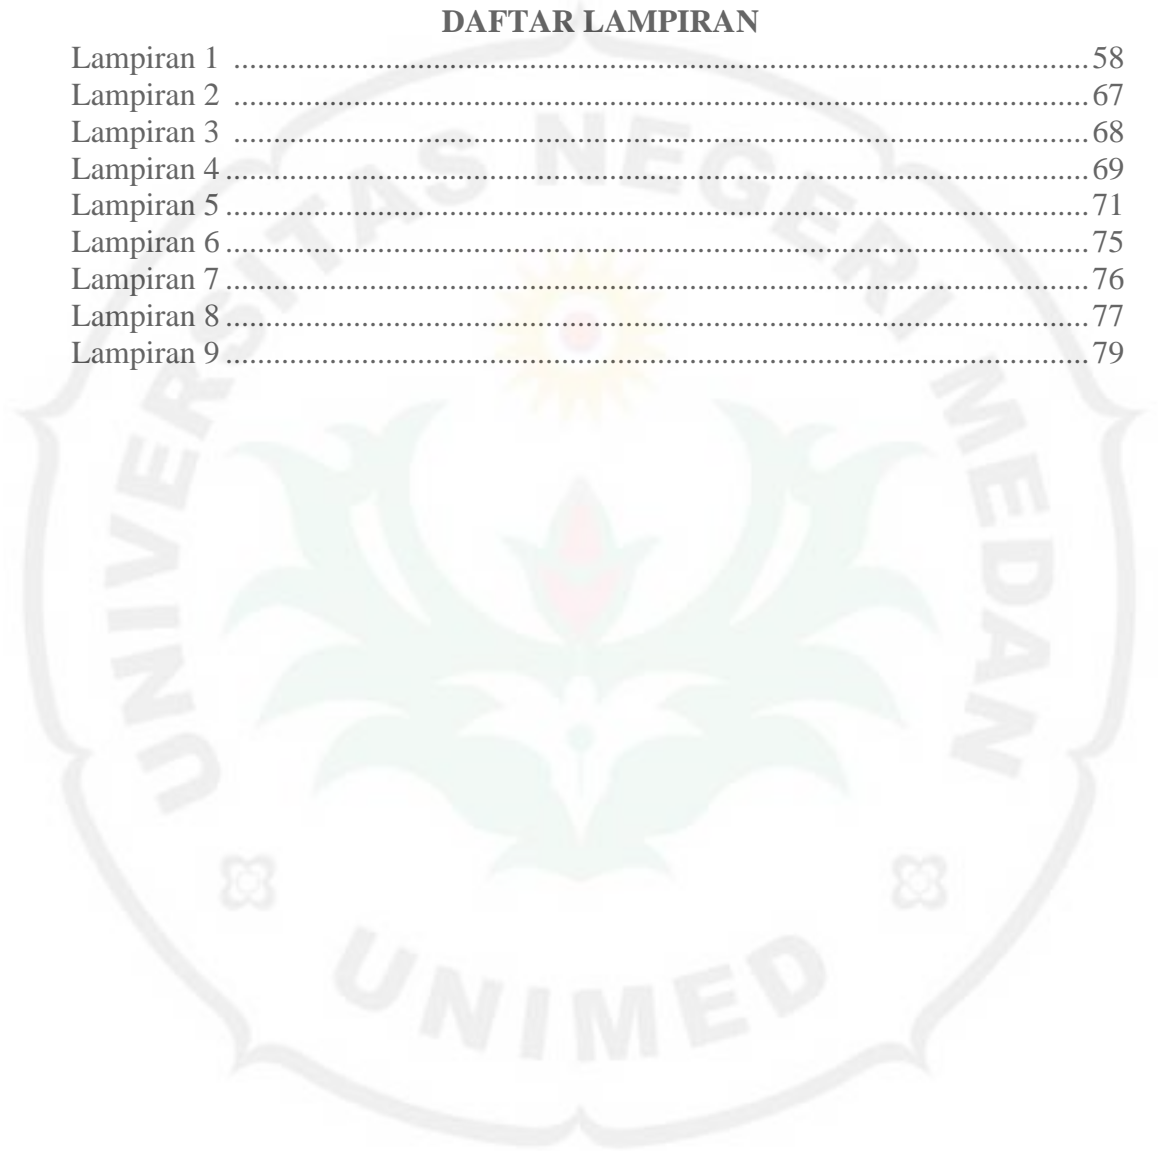 DAFTAR LAMPIRAN
Lampiran 1 ........................................................................................................... 58
Lampiran 2 ........................................................................................................... 67
Lampiran 3 ........................................................................................................... 68
Lampiran 4 ............................................................................................................ 69
Lampiran 5 ............................................................................................................ 71
Lampiran 6 ............................................................................................................ 75
Lampiran 7 ............................................................................................................ 76
Lampiran 8 ............................................................................................................ 77
Lampiran 9 ............................................................................................................ 79
UNIVERSITAS NEGERI MEDAN
UNIMED